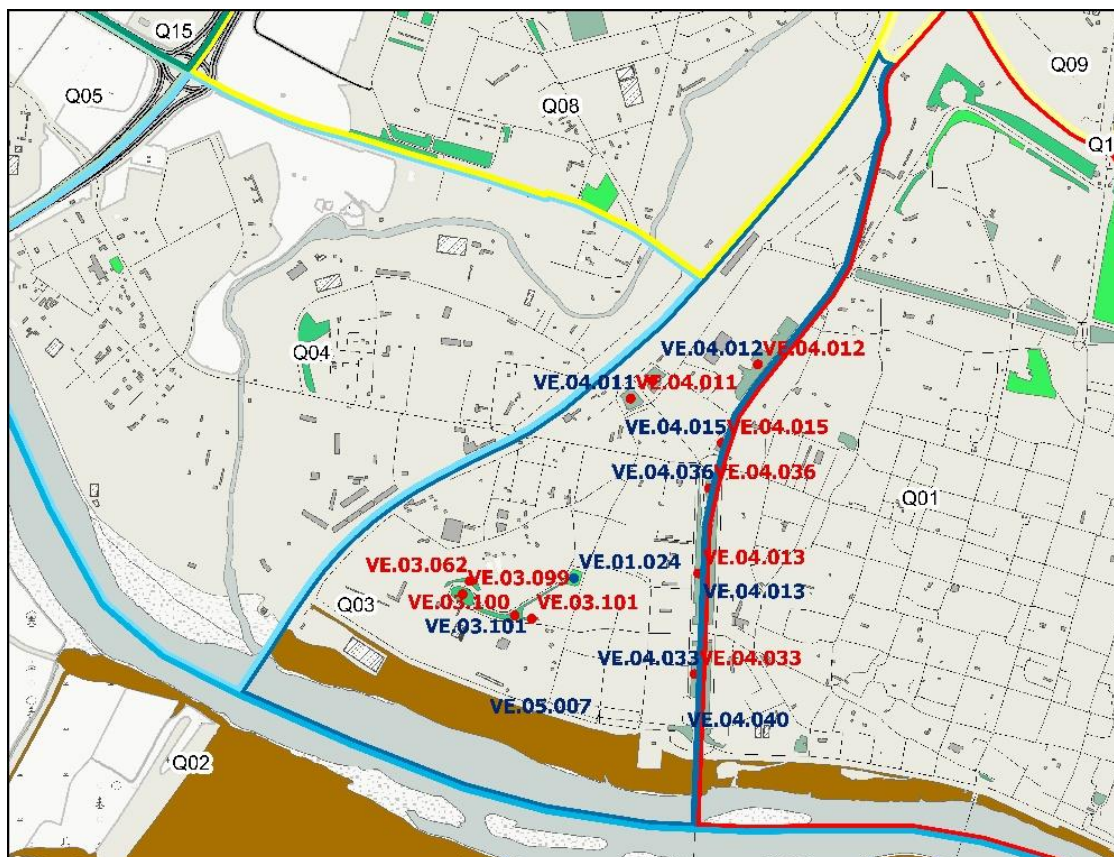 Q15
Q09
Q05
Q08
Q1
VE.04.012 VE.04.012
Q04
VE.04.011 VE.04.011
VE.04.015 VE.04.015
VE.04.036 VE.04.036
Q01
VE.04.013
VE.03.062 VE.01.024
VE.03.099
VE.04.013
VE.03.100 VE.03.101
Q03
VE.03.101
VE.04.033 VE.04.033
VE.05.007
VE.04.040
Q02